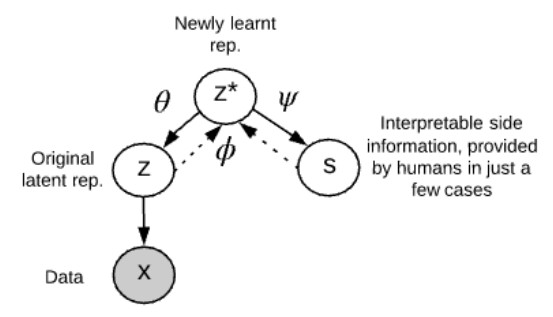 Newly learnt
rep.
θ
z*
ψ
Interpretable side
information, provided
by humans in just a
few cases
Original
latent rep.
z
ϕ
s
Data
x